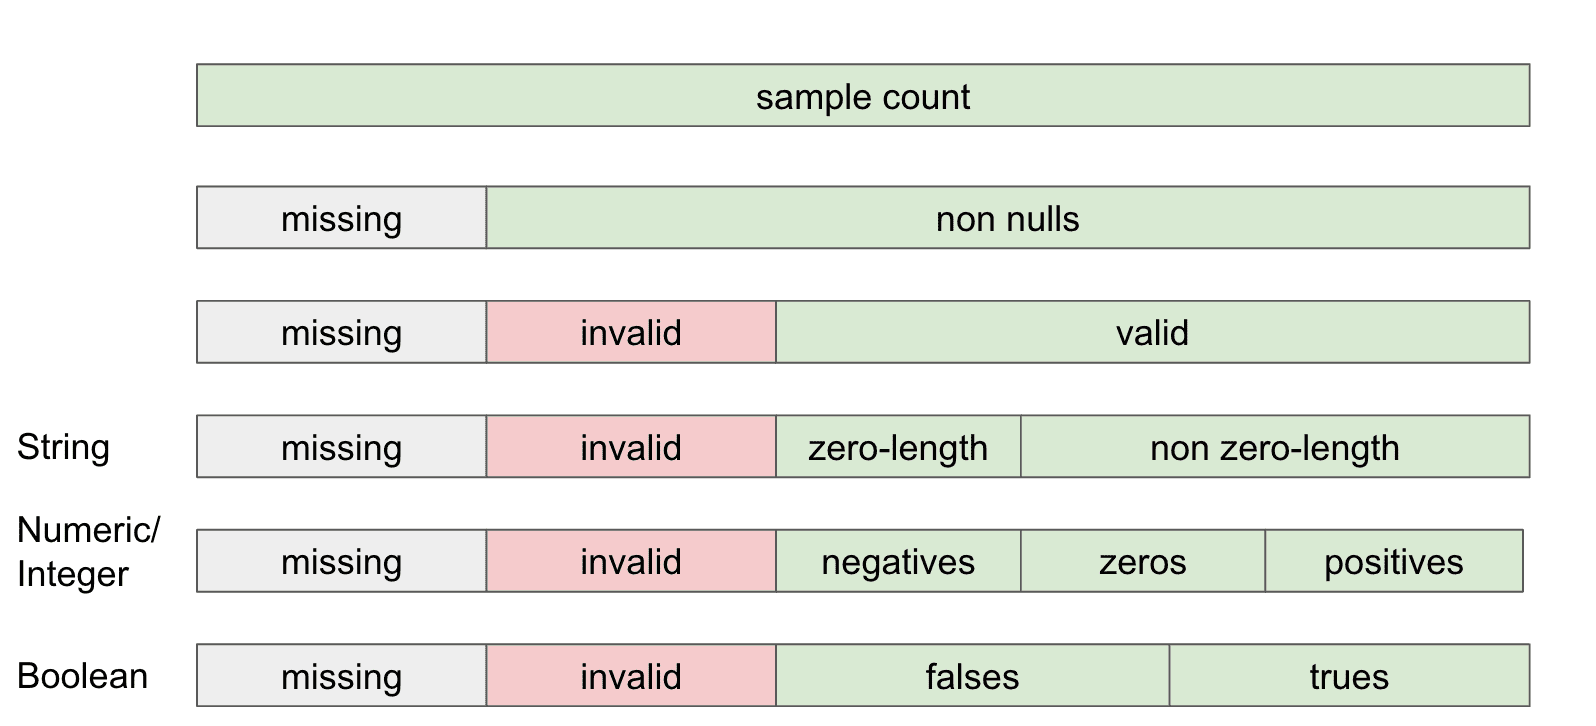 sample count
missing non nulls
missing invalid valid
String missing invalid zero-length non zero-length
Numeric/
Integer missing invalid negatives zeros positives
Boolean missing invalid falses trues